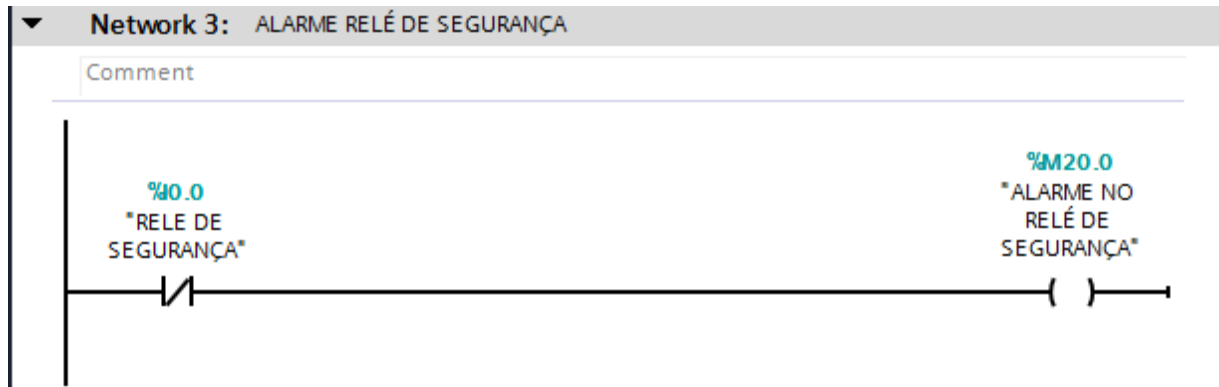 Network 3: ALARME RELÉ DE SEGURANÇA
Comment
%I0.0
"RELE DE
SEGURANÇA"
%M20.0
"ALARME NO
RELÉ DE
SEGURANÇA"